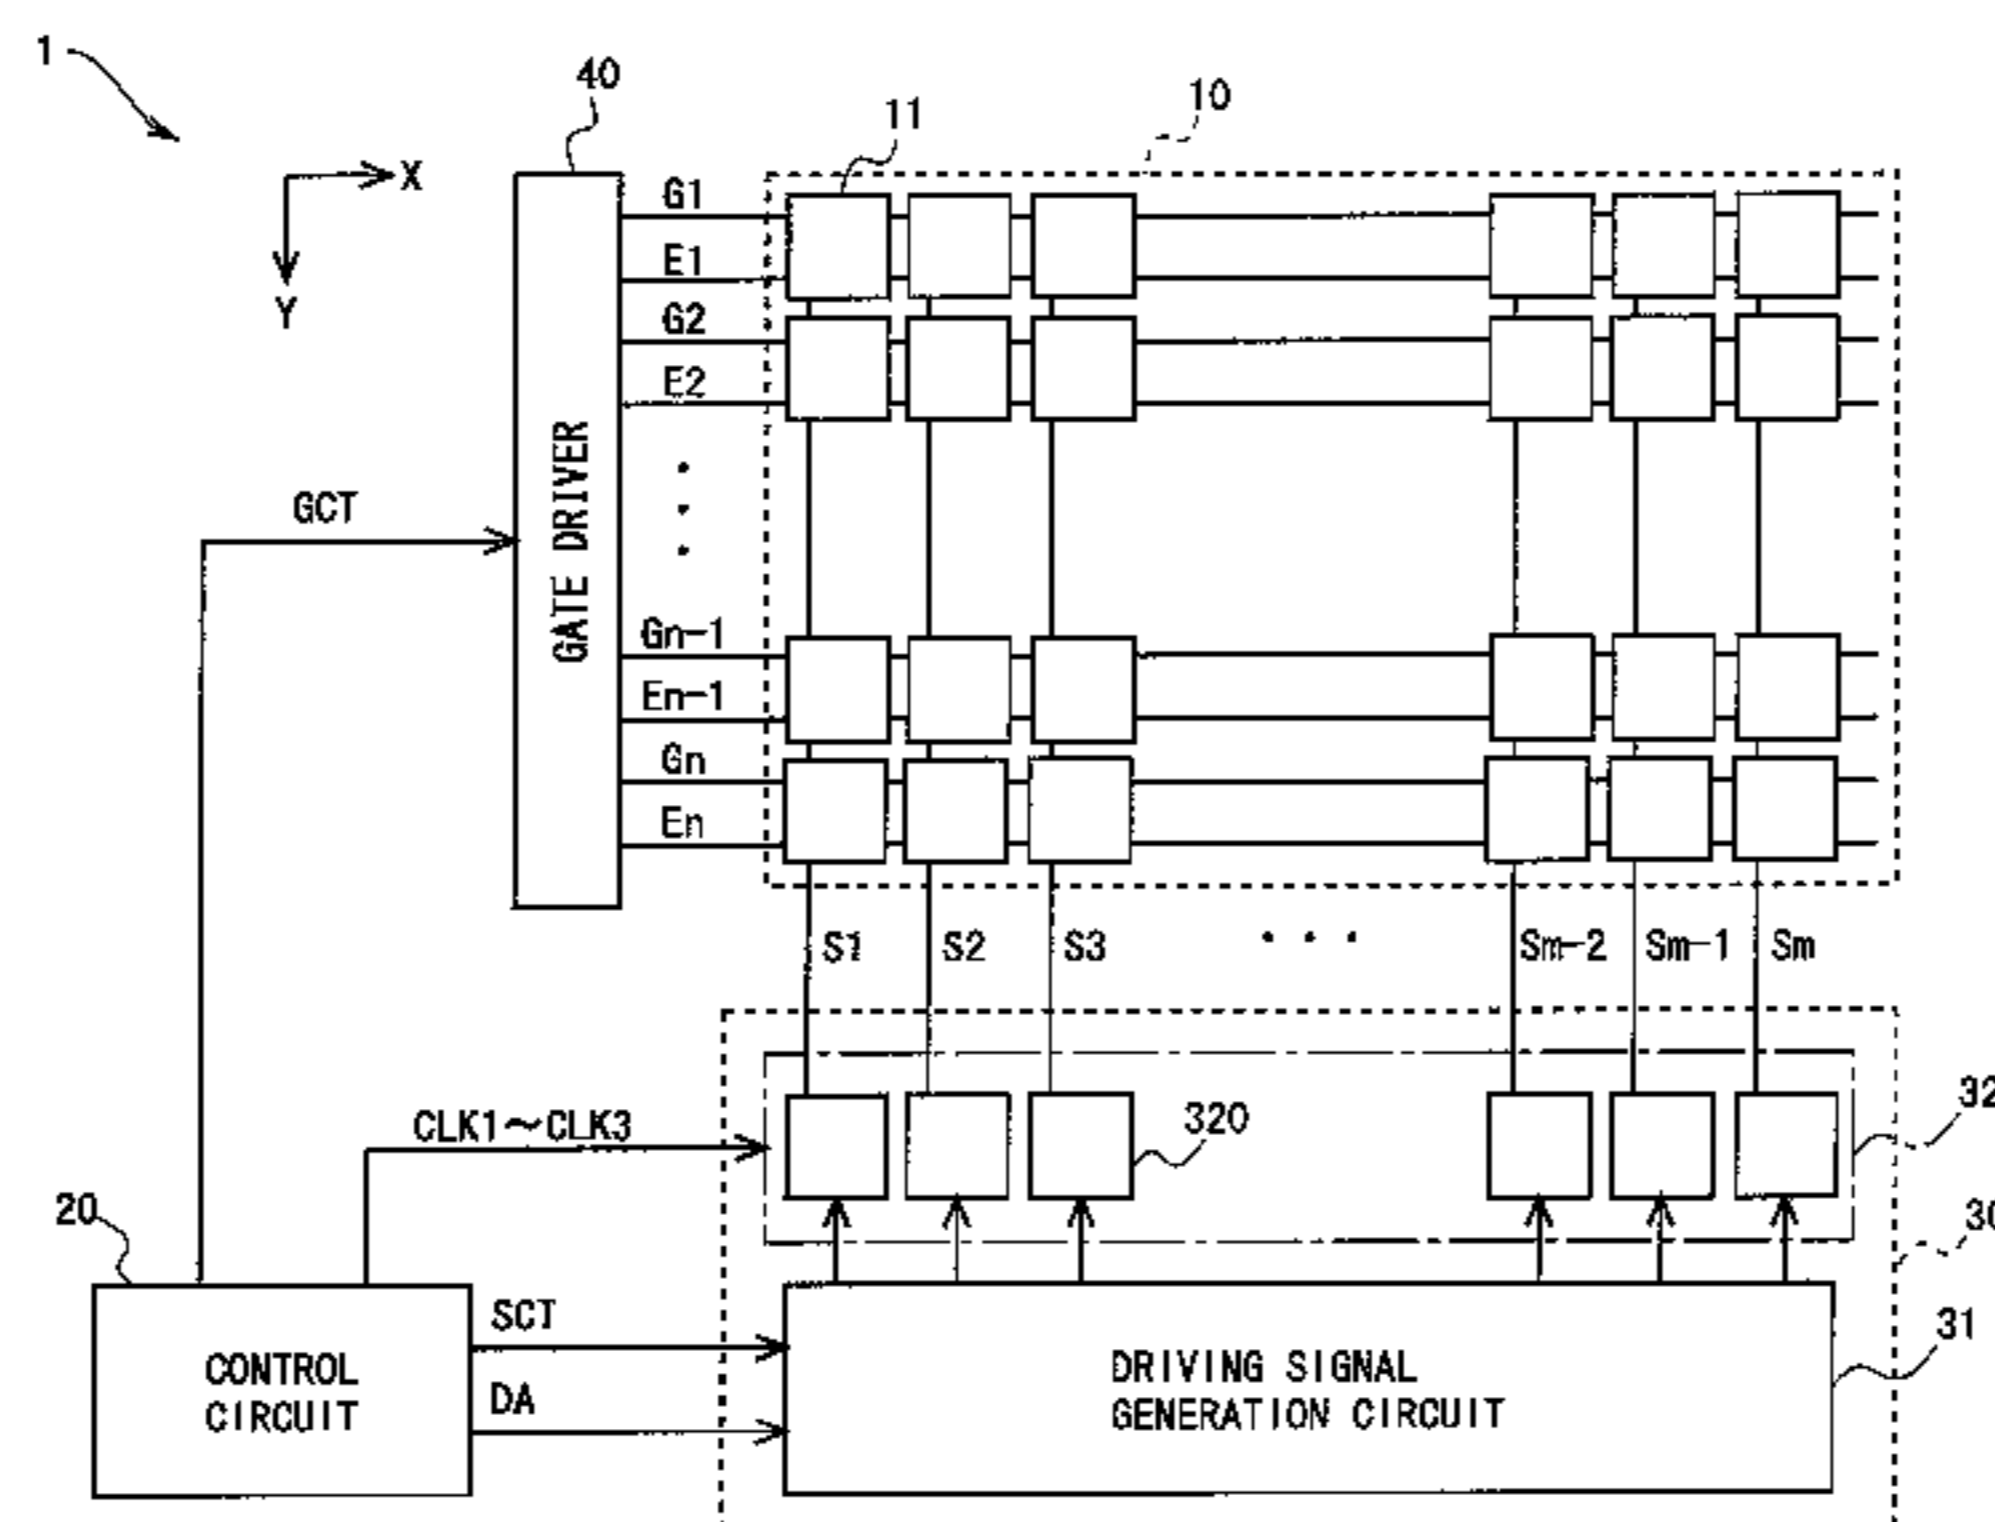 1
40
11
10
X
Y
G1
E1
G2
E2
GATE DRIVER
GCT
Gn-1
En-1
Gn
En
S1 S2 S3 ・・・ Sm-2 Sm-1 Sm
CLK1～CLK3
320
32
20
30
SCT
DA
CONTROL
CIRCUIT
DRIVING SIGNAL
GENERATION CIRCUIT
31